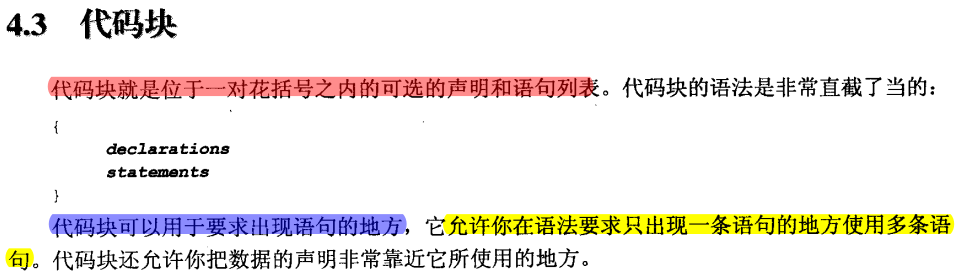 4.3 代码块
代码块就是位于一对花括号之内的可选的声明和语句列表。代码块的语法是非常直截了当的：
{
declarations
statements
}
代码块可以用于要求出现语句的地方，它允许你在语法要求只出现一条语句的地方使用多条语
句。代码块还允许你把数据的声明非常靠近它所使用的地方。